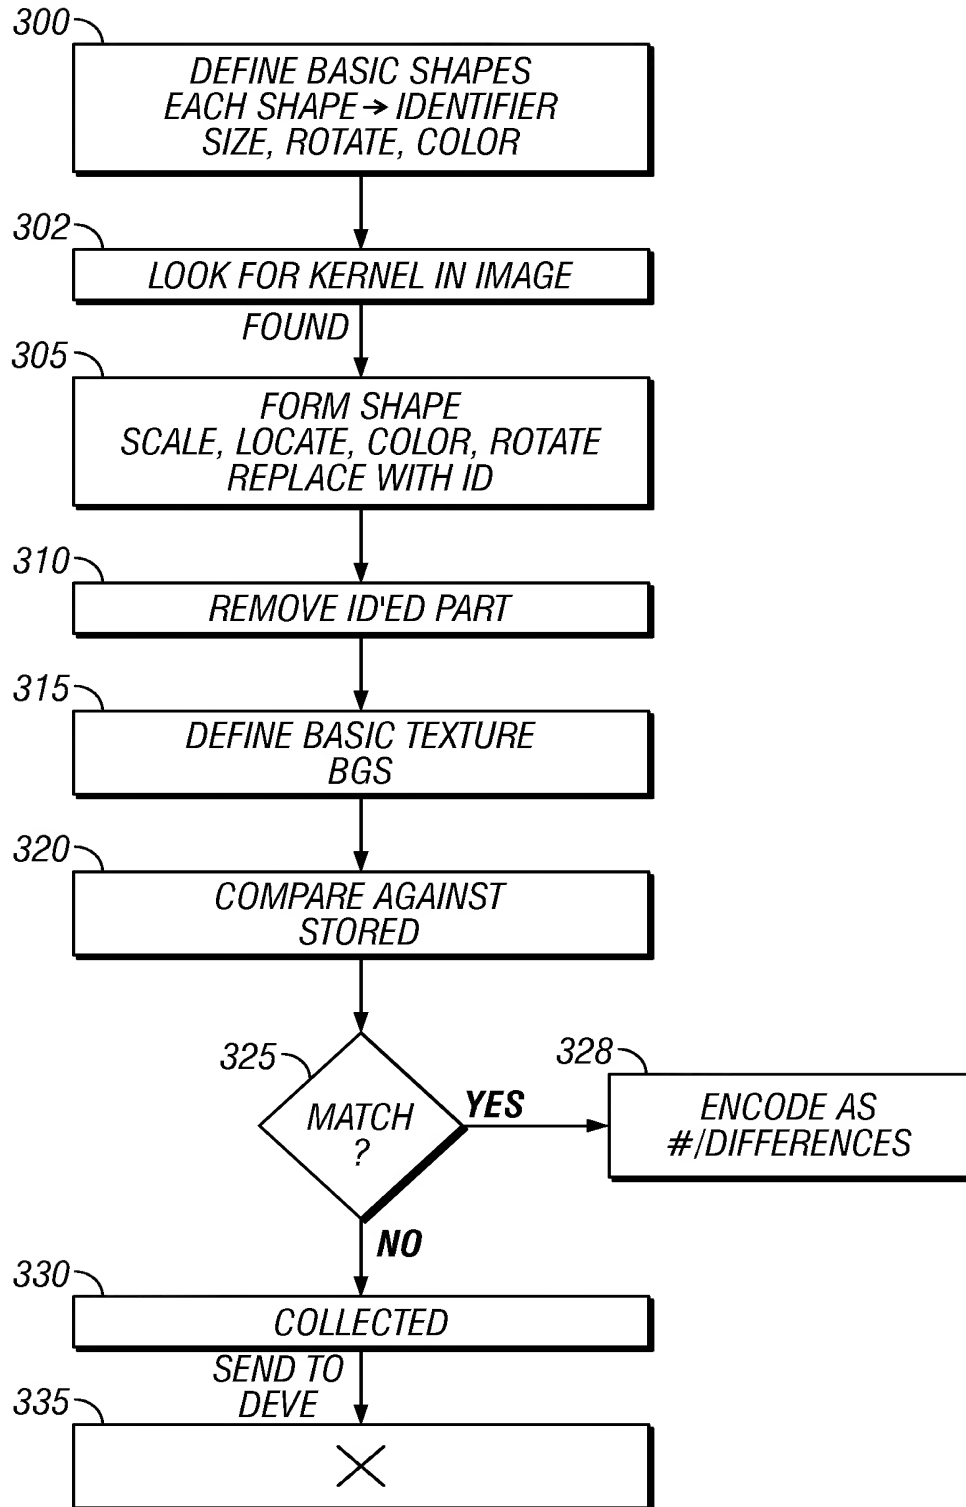 300
DEFINE BASIC SHAPES
EACH SHAPE → IDENTIFIER
SIZE, ROTATE, COLOR
302
LOOK FOR KERNEL IN IMAGE
FOUND
305
FORM SHAPE
SCALE, LOCATE, COLOR, ROTATE
REPLACE WITH ID
310
REMOVE ID'ED PART
315
DEFINE BASIC TEXTURE
BGS
320
COMPARE AGAINST
STORED
325
MATCH
?
YES
328
ENCODE AS
#/DIFFERENCES
NO
330
COLLECTED
SEND TO
DEVE
335